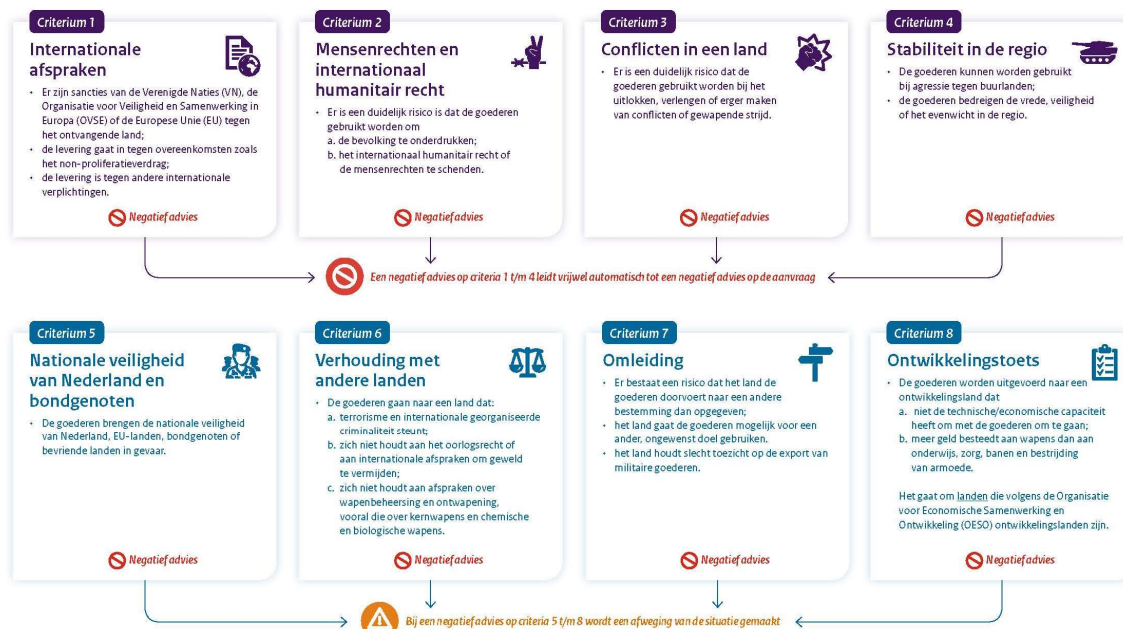 Criterium 1
Internationale
afspraken
• Er zijn sancties van de Verenigde Naties (VN), de
Organisatie voor Veiligheid en Samenwerking in
Europa (OVSE) of de Europese Unie (EU) tegen
het ontvangende land;
• de levering gaat in tegen overeenkomsten zoals
het non-proliferatieverdrag;
• de levering is tegen andere internationale
verplichtingen.
Negatief advies
Criterium 2
Mensenrechten en
internationaal
humanitair recht
• Er is een duidelijk risico is dat de goederen
gebruikt worden om
a. de bevolking te onderdrukken;
b. het internationaal humanitair recht of
de mensenrechten te schenden.
Negatief advies
Criterium 3
Conflicten in een land
• Er is een duidelijk risico dat de
goederen gebruikt worden bij het
uitlokken, verlengen of erger maken
van conflicten of gewapende strijd.
Negatief advies
Criterium 4
Stabiliteit in de regio
• De goederen kunnen worden gebruikt
bij agressie tegen buurlanden;
• de goederen bedreigen de vrede, veiligheid
of het evenwicht in de regio.
Negatief advies
Een negatief advies op criteria 1 t/m 4 leidt vrijwel automatisch tot een negatief advies op de aanvraag
Criterium 5
Nationale veiligheid
van Nederland en
bondgenoten
• De goederen brengen de nationale veiligheid
van Nederland, EU-landen, bondgenoten of
bevriende landen in gevaar.
Negatief advies
Criterium 6
Verhouding met
andere landen
• De goederen gaan naar een land dat:
a. terrorisme en internationale georganiseerde
criminaliteit steunt;
b. zich niet houdt aan het oorlogsrecht of
aan internationale afspraken om geweld
te vermijden;
c. zich niet houdt aan afspraken over
wapenbeheersing en ontwapening,
vooral die over kernwapens en chemische
en biologische wapens.
Negatief advies
Criterium 7
Omleiding
• Er bestaat een risico dat het land de
goederen doorvoert naar een andere
bestemming dan opgegeven;
• het land gaat de goederen mogelijk voor een
ander, ongewenst doel gebruiken.
• het land houdt slecht toezicht op de export van
militaire goederen.
Negatief advies
Criterium 8
Ontwikkelingstoets
• De goederen worden uitgevoerd naar een
ontwikkelingsland dat
a. niet de technische/economische capaciteit
heeft om met de goederen om te gaan;
b. meer geld besteedt aan wapens dan aan
onderwijs, zorg, banen en bestrijding
van armoede.
Het gaat om landen die volgens de Organisatie
voor Economische Samenwerking en
Ontwikkeling (OESO) ontwikkelingslanden zijn.
Negatief advies
Bij een negatief advies op criteria 5 t/m 8 wordt een afweging van de situatie gemaakt